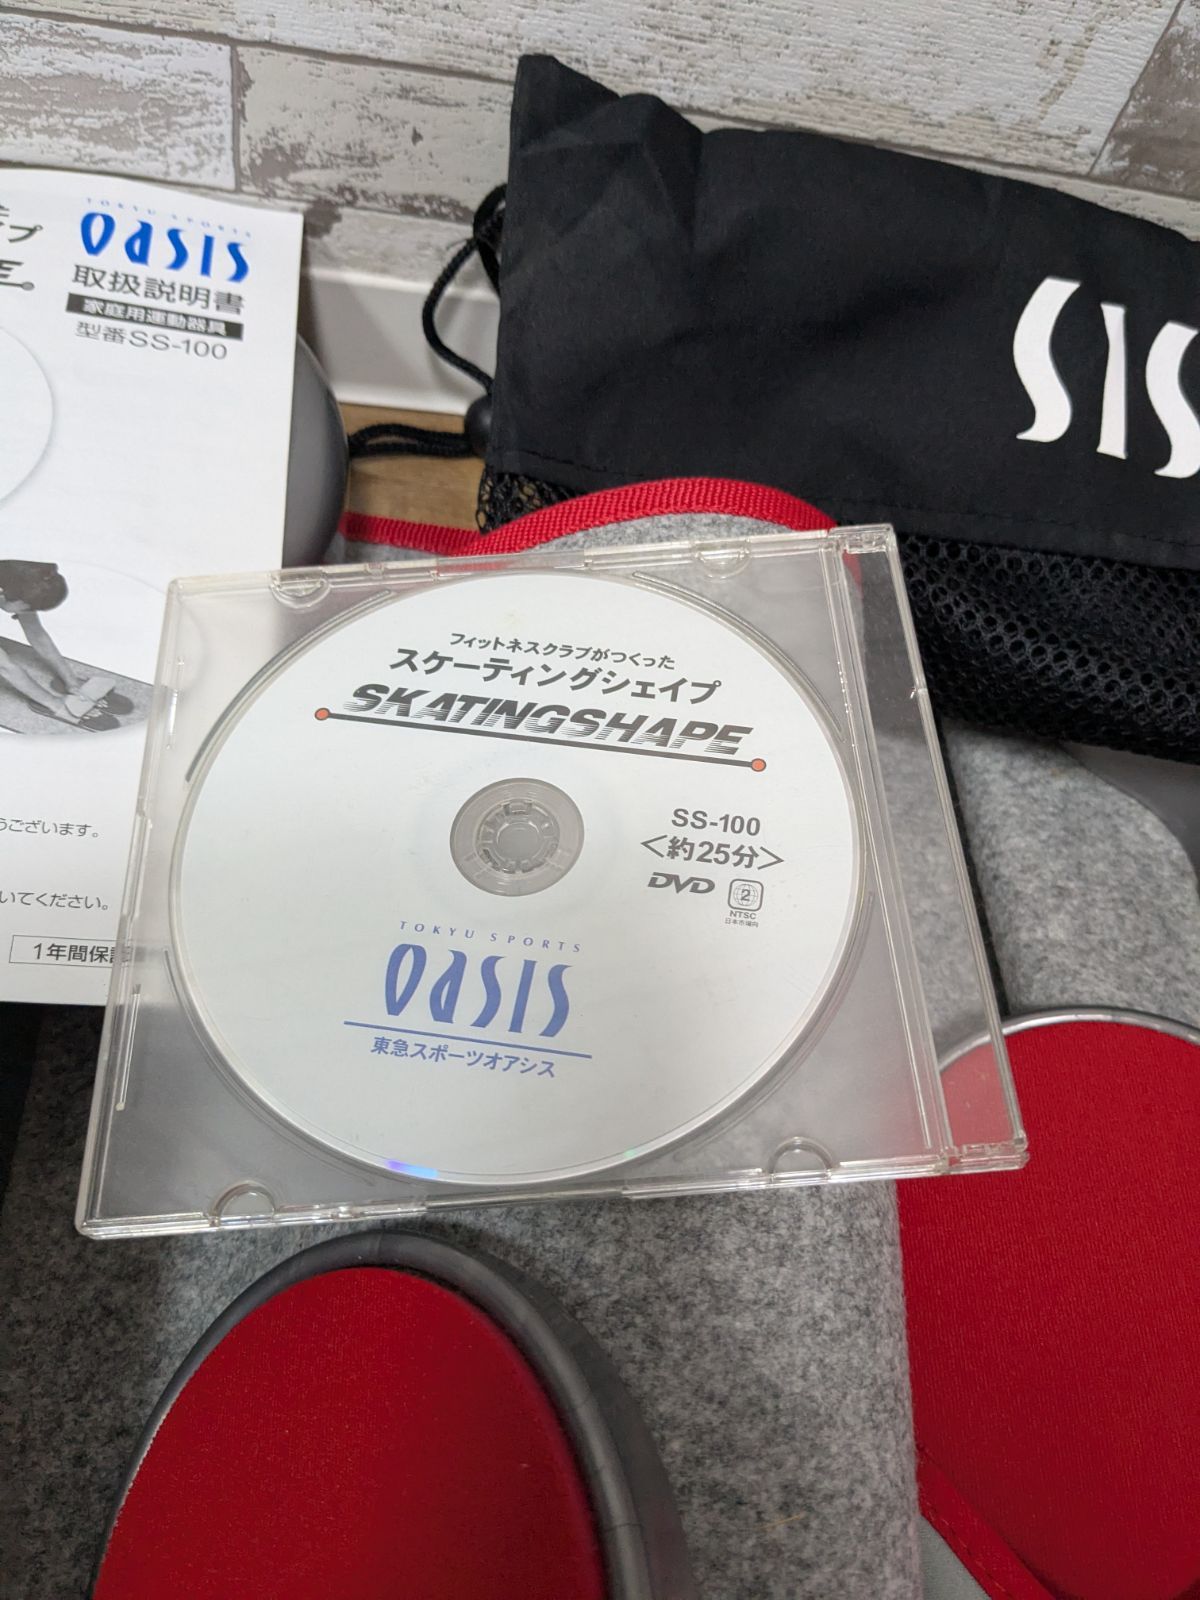 TOKYU SPORTS
OASIS
取扱説明書
家庭用運動器具
型番SS-100
ございます。
いてください。
1年間保
SIS
フィットネスクラブがつくった
スケーティングシェイプ
SKATINGSHAPE
SS-100
<約25分>
DVD
2
NTSC
日本市場向
TOKYU SPORTS
OASIS
東急スポーツオアシス